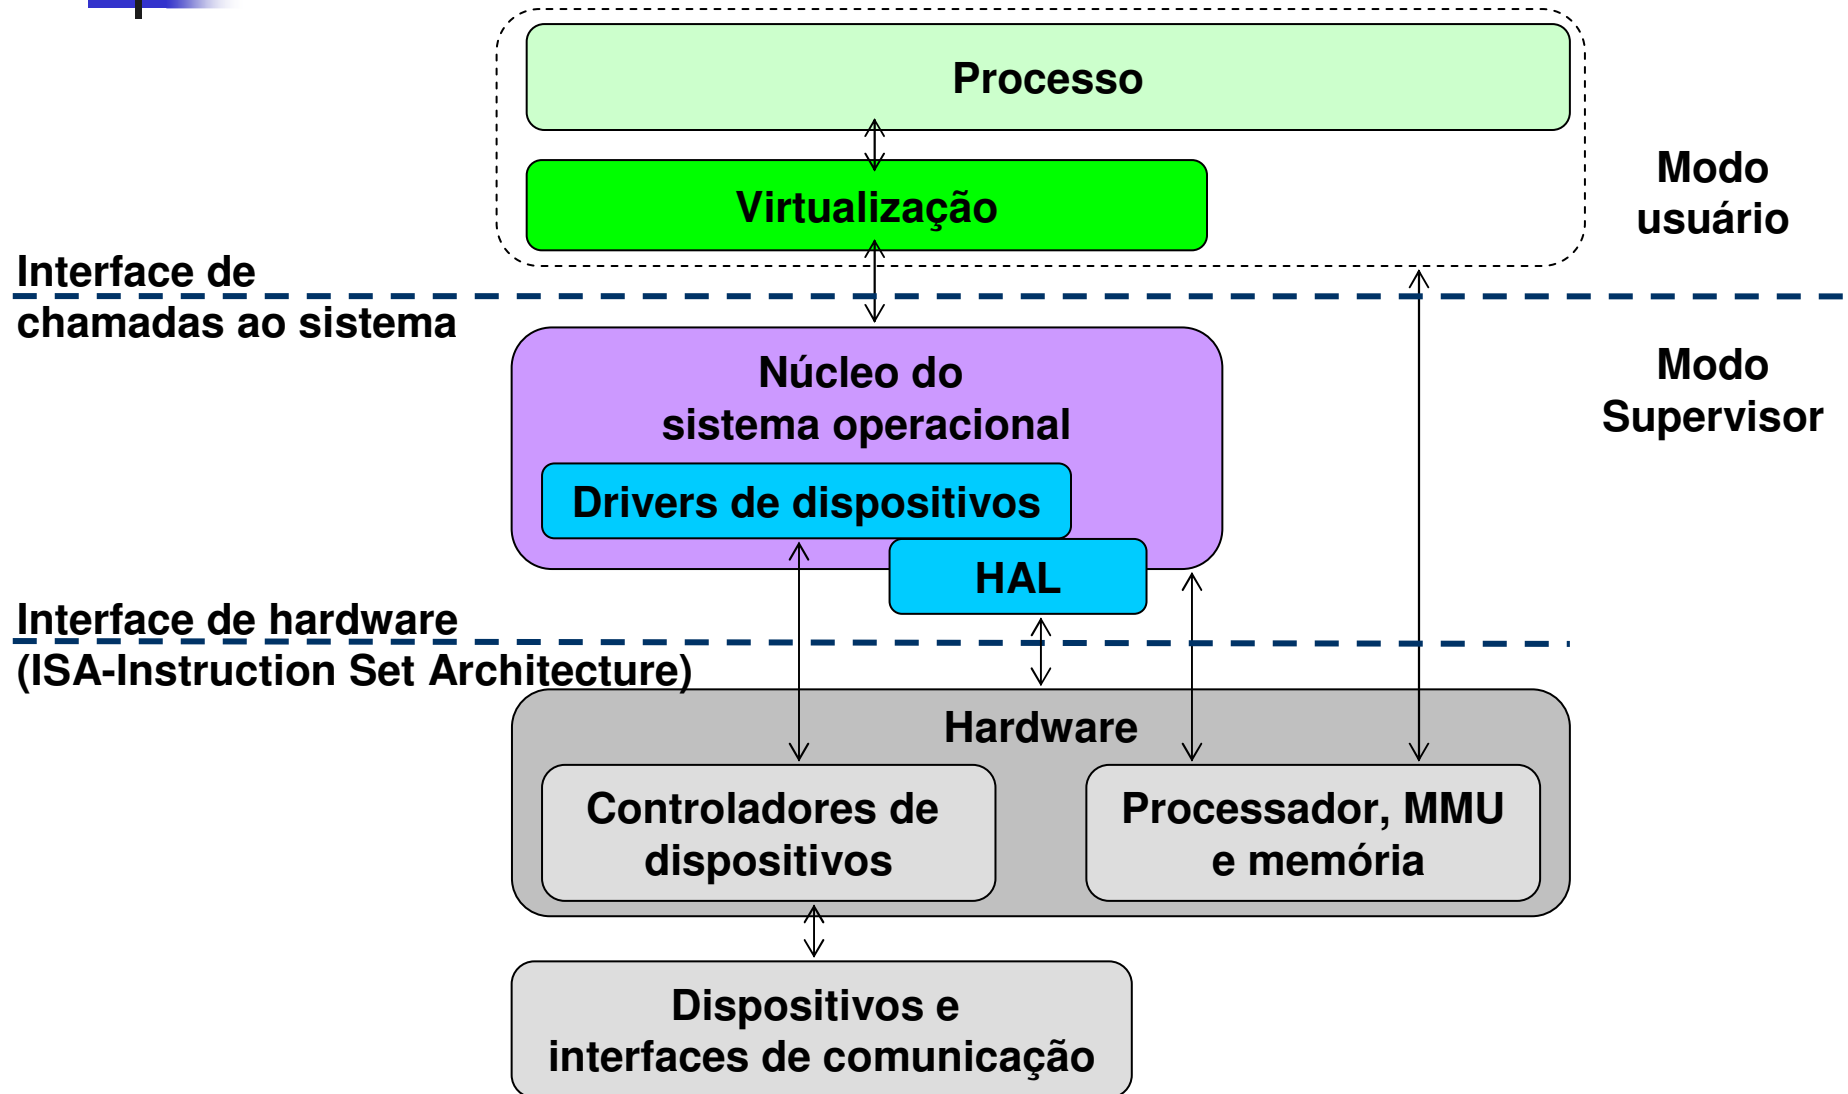 Processo
Virtualização
Modo
usuário
Interface de
chamadas ao sistema
Núcleo do
sistema operacional
Modo
Supervisor
Drivers de dispositivos
HAL
Interface de hardware
(ISA-Instruction Set Architecture)
Hardware
Controladores de
dispositivos
Processador, MMU
e memória
Dispositivos e
interfaces de comunicação